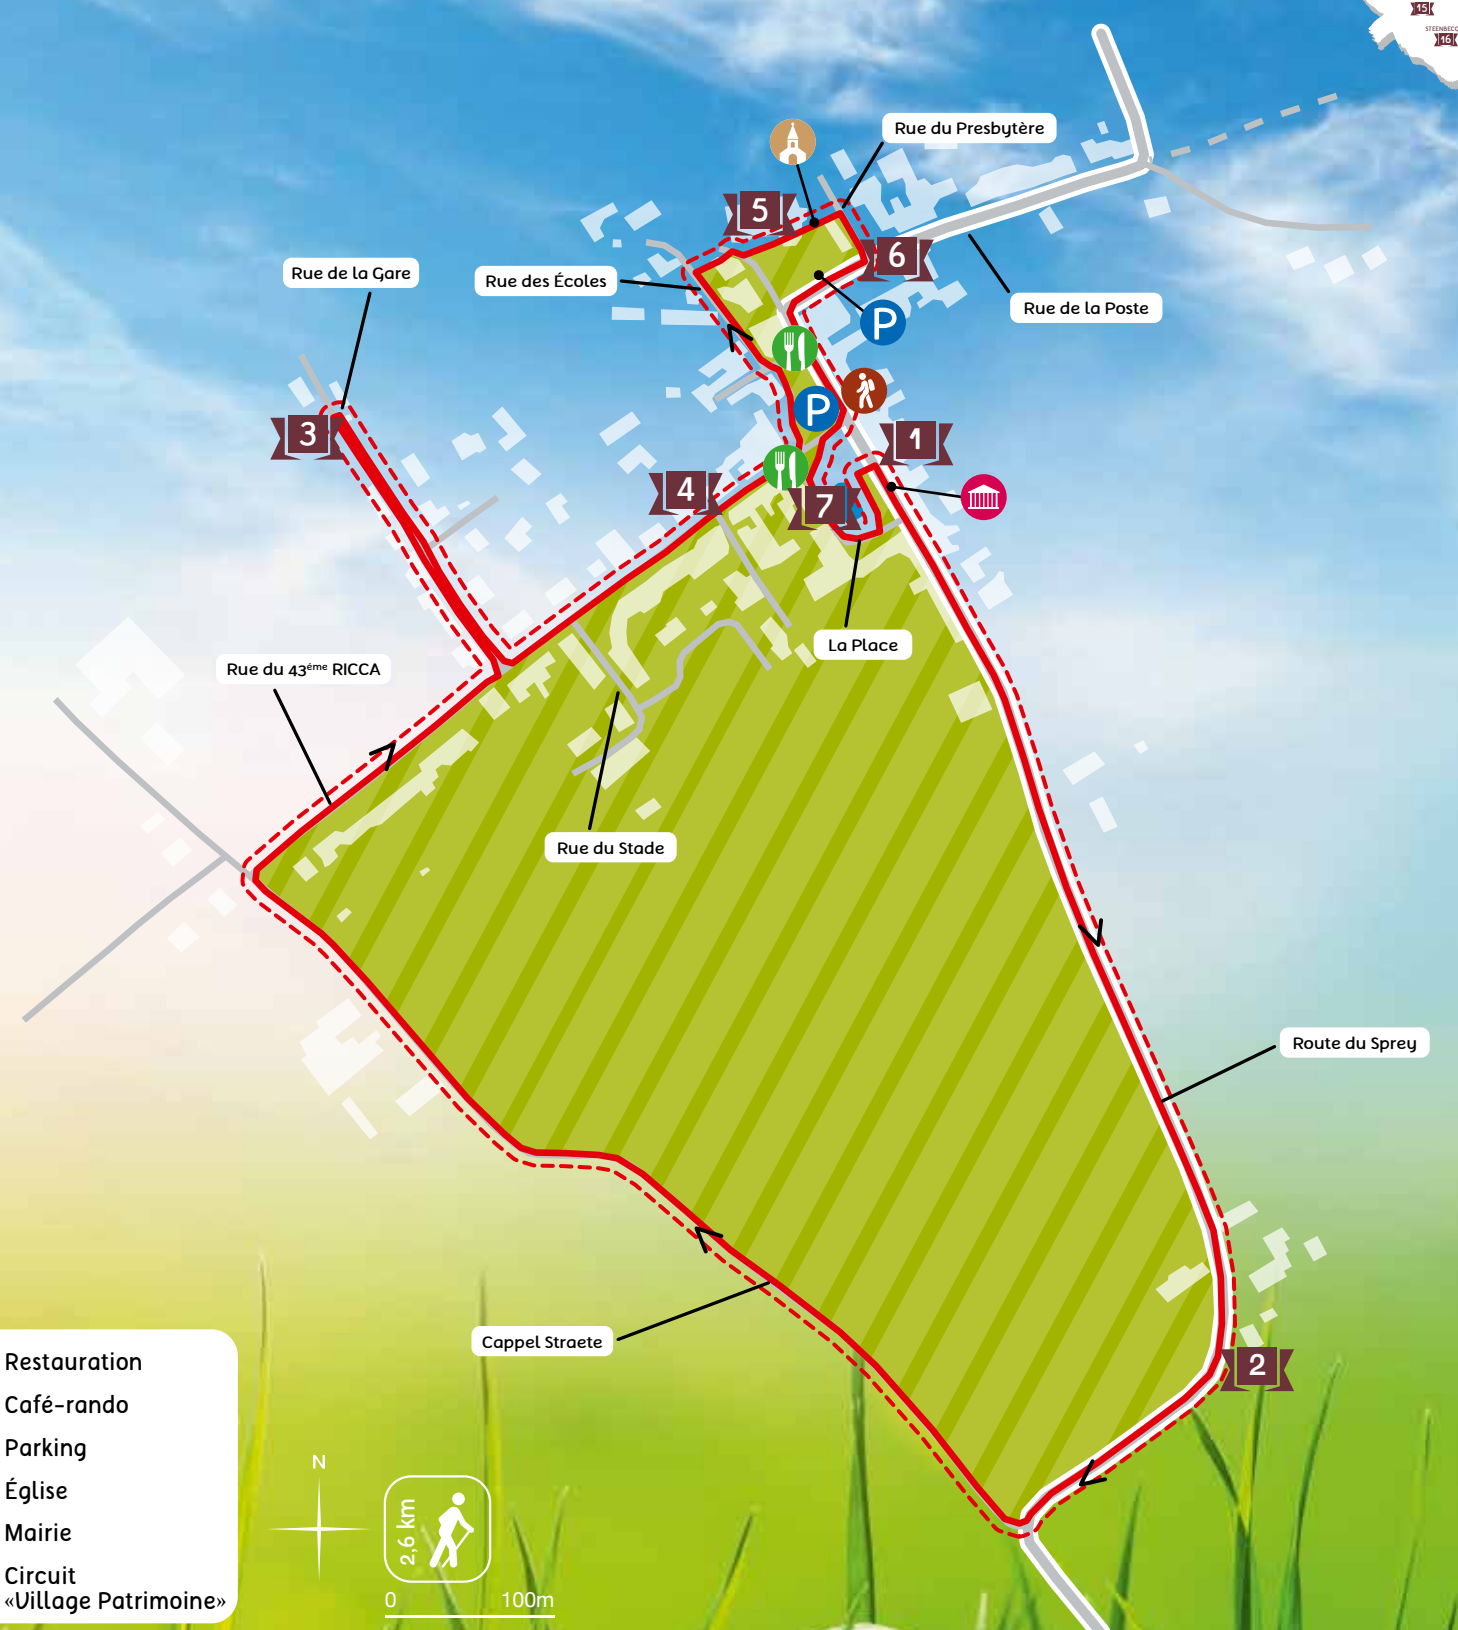 15
STEENBECQ
16
Rue du Presbytère
5
6
Rue de la Gare
Rue des Écoles
Rue de la Poste
P
P
3
1
4
7
La Place
Rue du 43ème RICCA
Rue du Stade
Route du Sprey
Cappel Straete
2
Restauration
Café-rando
Parking
Église
Mairie
Circuit
«Village Patrimoine»
N
2,6 km
0 100m